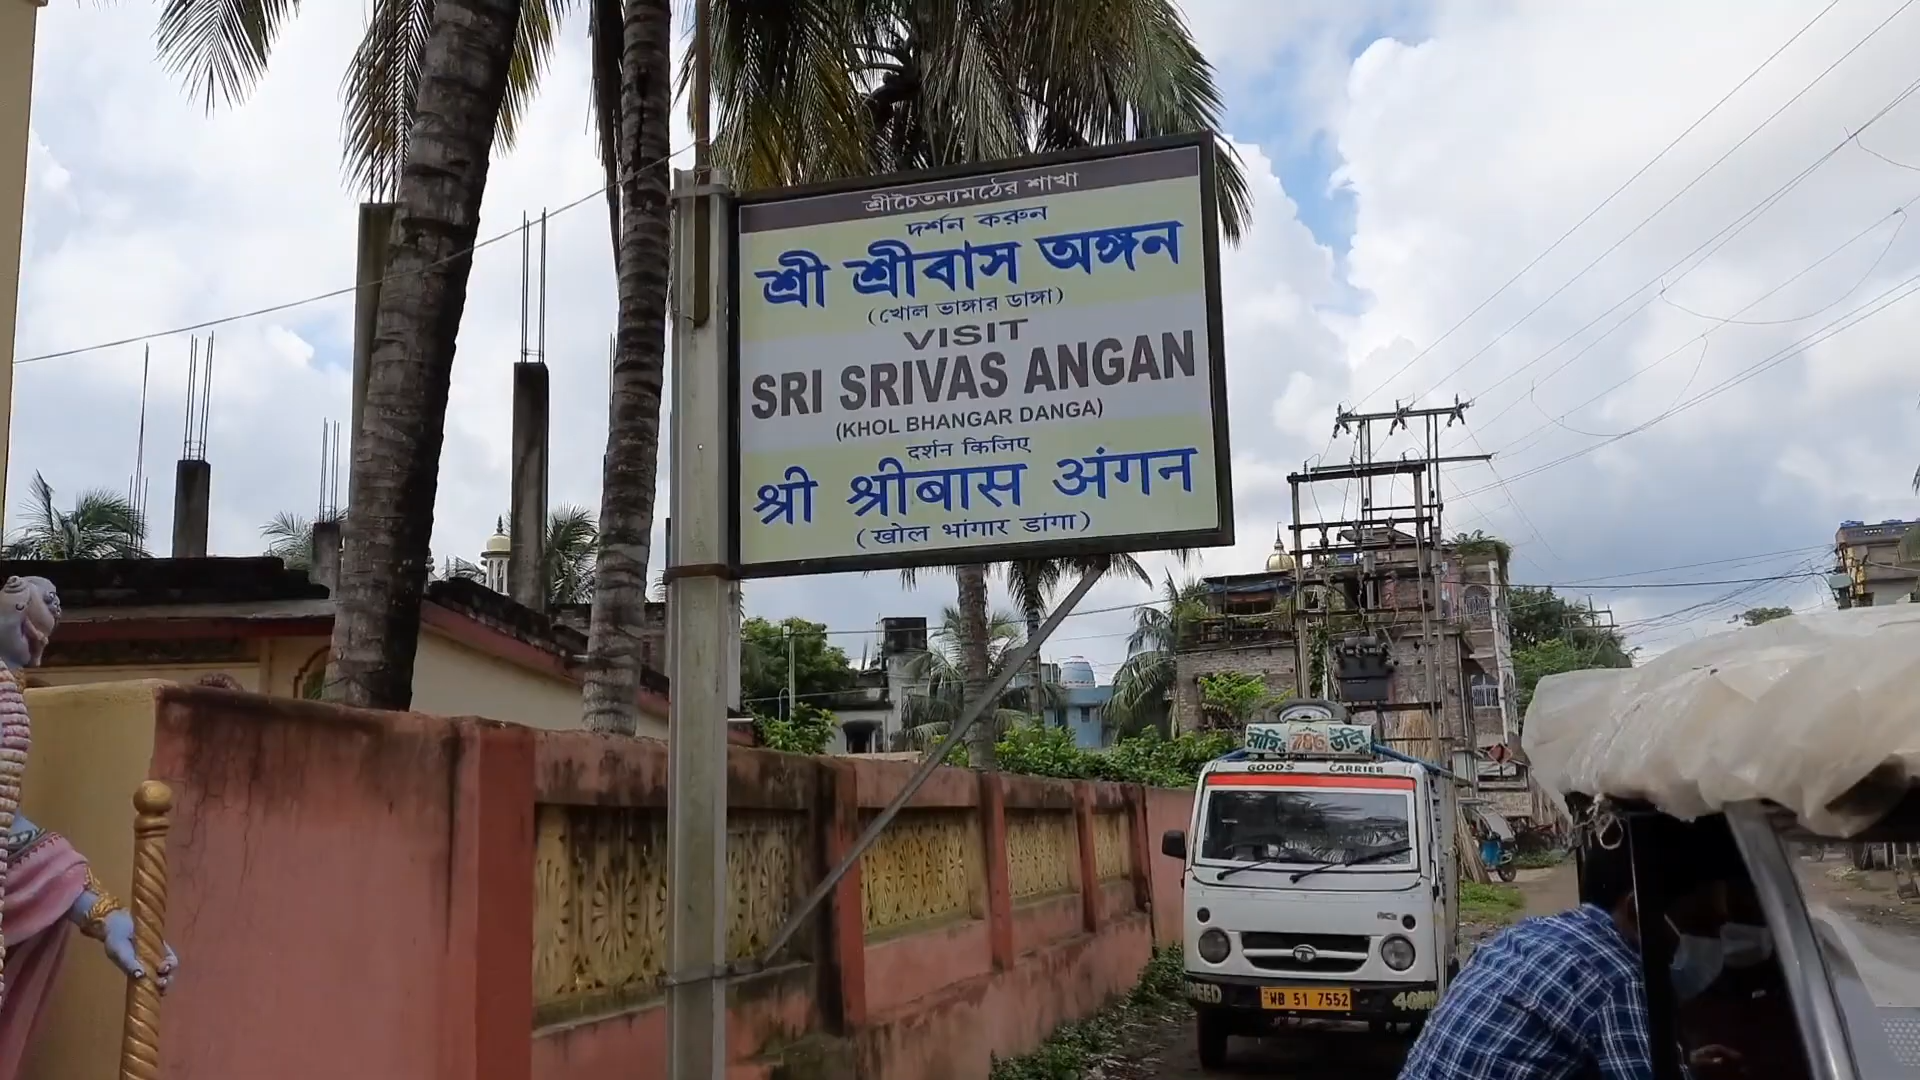 শ্রীচৈতন্যমঠের শাখা
দর্শন করুন
শ্রী শ্রীবাস অঙ্গন
(খোল ভাঙ্গার ডাঙ্গা)
VISIT
SRI SRIVAS ANGAN
(KHOL BHANGAR DANGA)
दर्शन किजिए
श्री श्रीबास अंगन
(खोल भांगार डांगा)
786
GOODS CARRIER
WB 51 7552